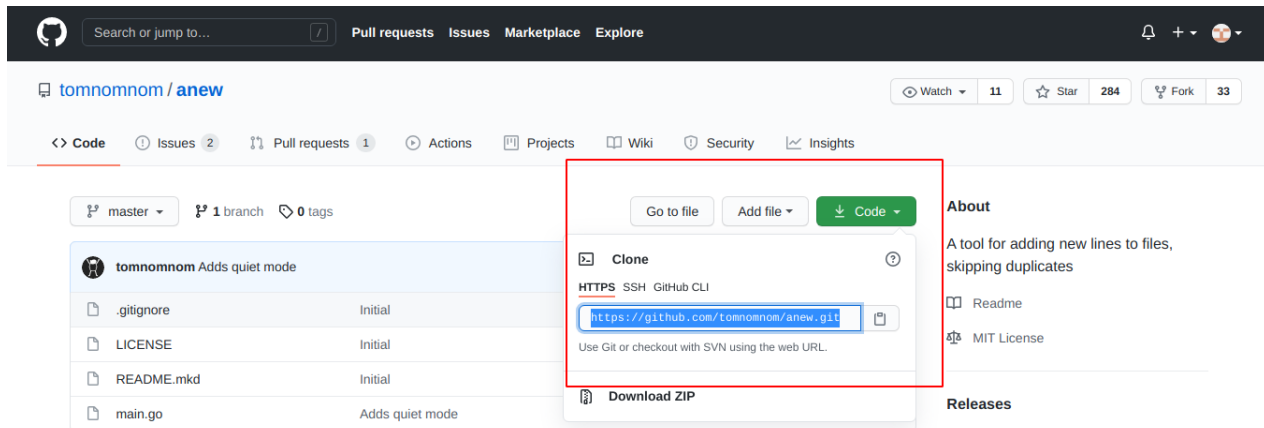 Search or jump to... / Pull requests Issues Marketplace Explore
tomnomnom / anew Watch 11 Star 284 Fork 33
<> Code Issues 2 Pull requests 1 Actions Projects Wiki Security Insights
master 1 branch 0 tags Go to file Add file Code
About
A tool for adding new lines to files,
skipping duplicates
Readme
MIT License
Releases
tomnomnom Adds quiet mode
.gitignore Initial
LICENSE Initial
README.mkd Initial
main.go Adds quiet mode
Clone
HTTPS SSH GitHub CLI
https://github.com/tomnomnom/anew.git
Use Git or checkout with SVN using the web URL.
Download ZIP